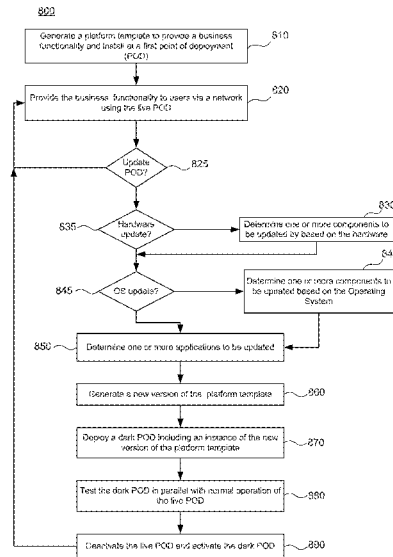 800
Generate a platform template to provide a business
functionality and install at a first point of deployment
(POD)
810
Provide the business functionality to users via a network
using the live POD
820
Update
POD?
825
Hardware
update?
835
Determine one or more components to
be updated by based on the hardware
OS update?
845
Determine one or more components to
be updated based on the Operating
System
850
Determine one or more applications to be updated
Generate a new version of the platform template
860
Deploy a dark POD including an instance of the new
version of the platform template
870
Test the dark POD in parallel with normal operation of
the live POD
880
Deactivate the live POD and activate the dark POD
890